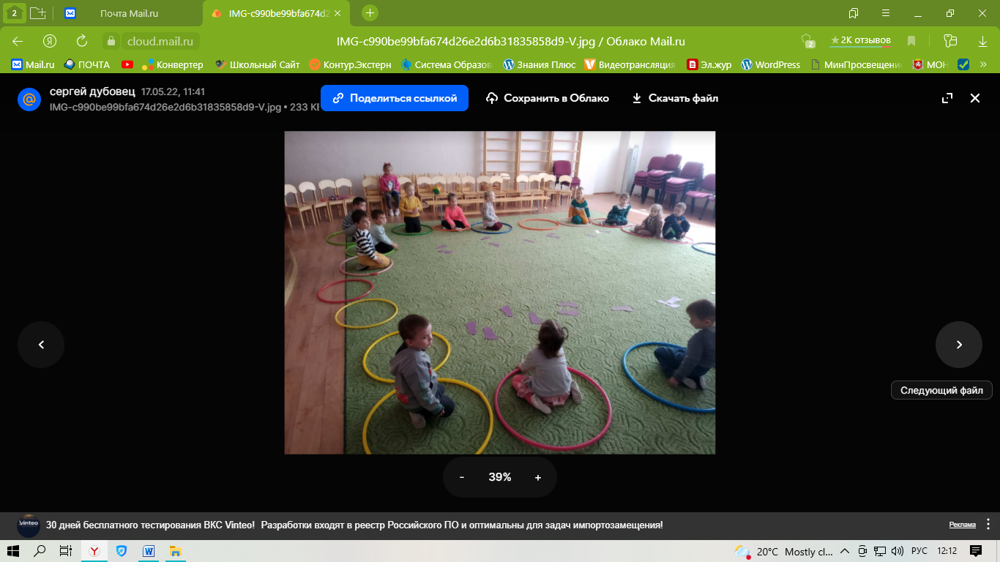 2
Почта Mail.ru
IMG-c990be99bfa674d2
cloud.mail.ru
IMG-c990be99bfa674d26e2d6b31835858d9-V.jpg / Облако Mail.ru
2
★2К отзывов
Mail.ru
ПОЧТА
Конвертер
Школьный Сайт
Контур.Экстерн
Система Образов
Знания Плюс
Видеотрансляция
Эл.жур
WordPress
МинПросвещени
МОН
»
сергей дубовец 17.05.22, 11:41
IMG-c990be99bfa674d26e2d6b31835858d9-V.jpg • 233 КБ
Поделиться ссылкой
Сохранить в Облако
Скачать файл
Следующий файл
- 39% +
Vinteo
30 дней бесплатного тестирования ВКС Vinteo! Разработки входят в реестр Российского ПО и оптимальны для задач импортозамещения!
Реклама
20°C Mostly cl... РУС 12:12